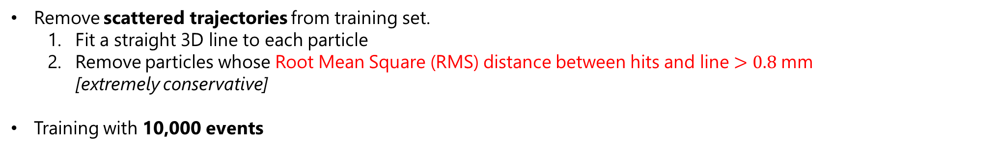 • Remove scattered trajectories from training set.
1. Fit a straight 3D line to each particle
2. Remove particles whose Root Mean Square (RMS) distance between hits and line > 0.8 mm
[extremely conservative]
• Training with 10,000 events